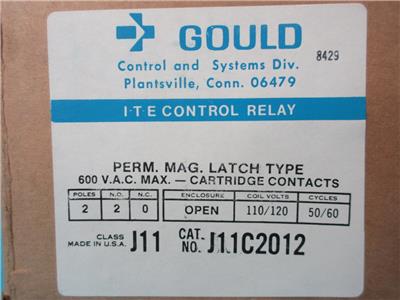 GOULD
8429
Control and Systems Div.
Plantsville, Conn. 06479
I-T-E CONTROL RELAY
PERM. MAG. LATCH TYPE
600 V.A.C. MAX. — CARTRIDGE CONTACTS
POLES N.O. N.C. ENCLOSURE COIL VOLTS CYCLES
2 2 0 OPEN 110/120 50/60
CLASS J11 CAT. NO. J11C2012
MADE IN U.S.A.